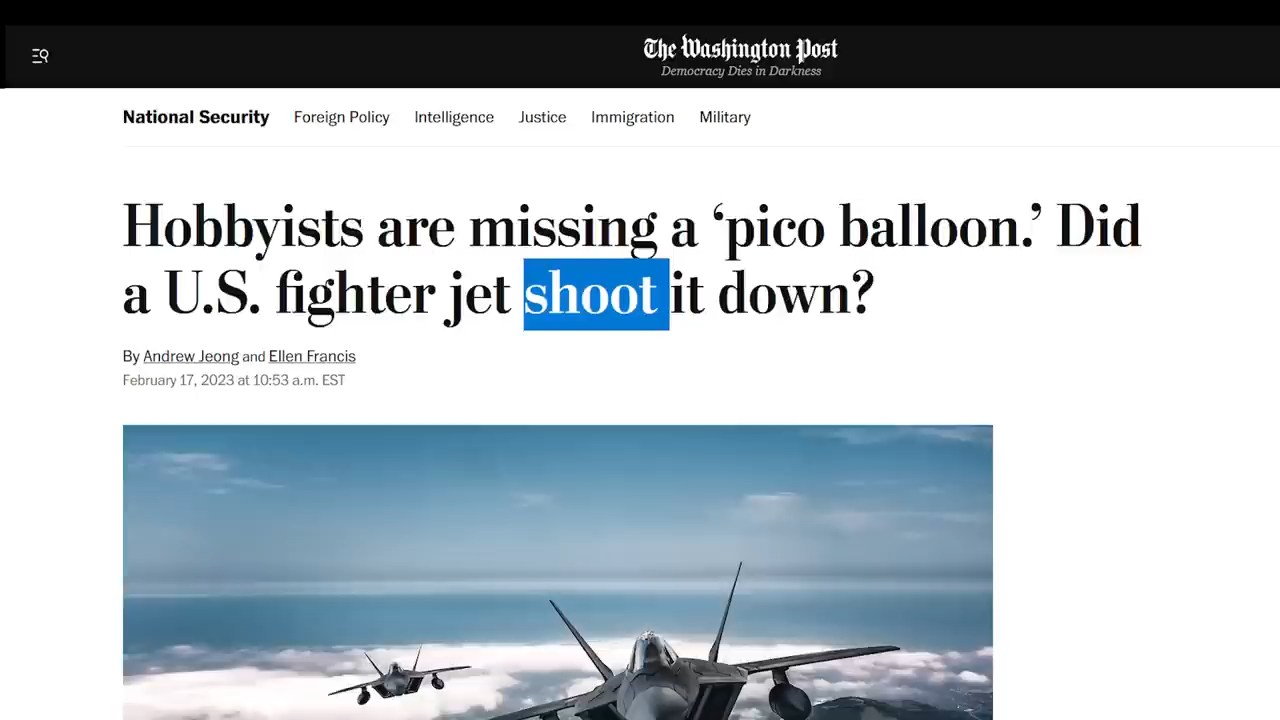 The Washington Post
Democracy Dies in Darkness
National Security Foreign Policy Intelligence Justice Immigration Military
Hobbyists are missing a ‘pico balloon.’ Did
a U.S. fighter jet shoot it down?
By Andrew Jeong and Ellen Francis
February 17, 2023 at 10:53 a.m. EST